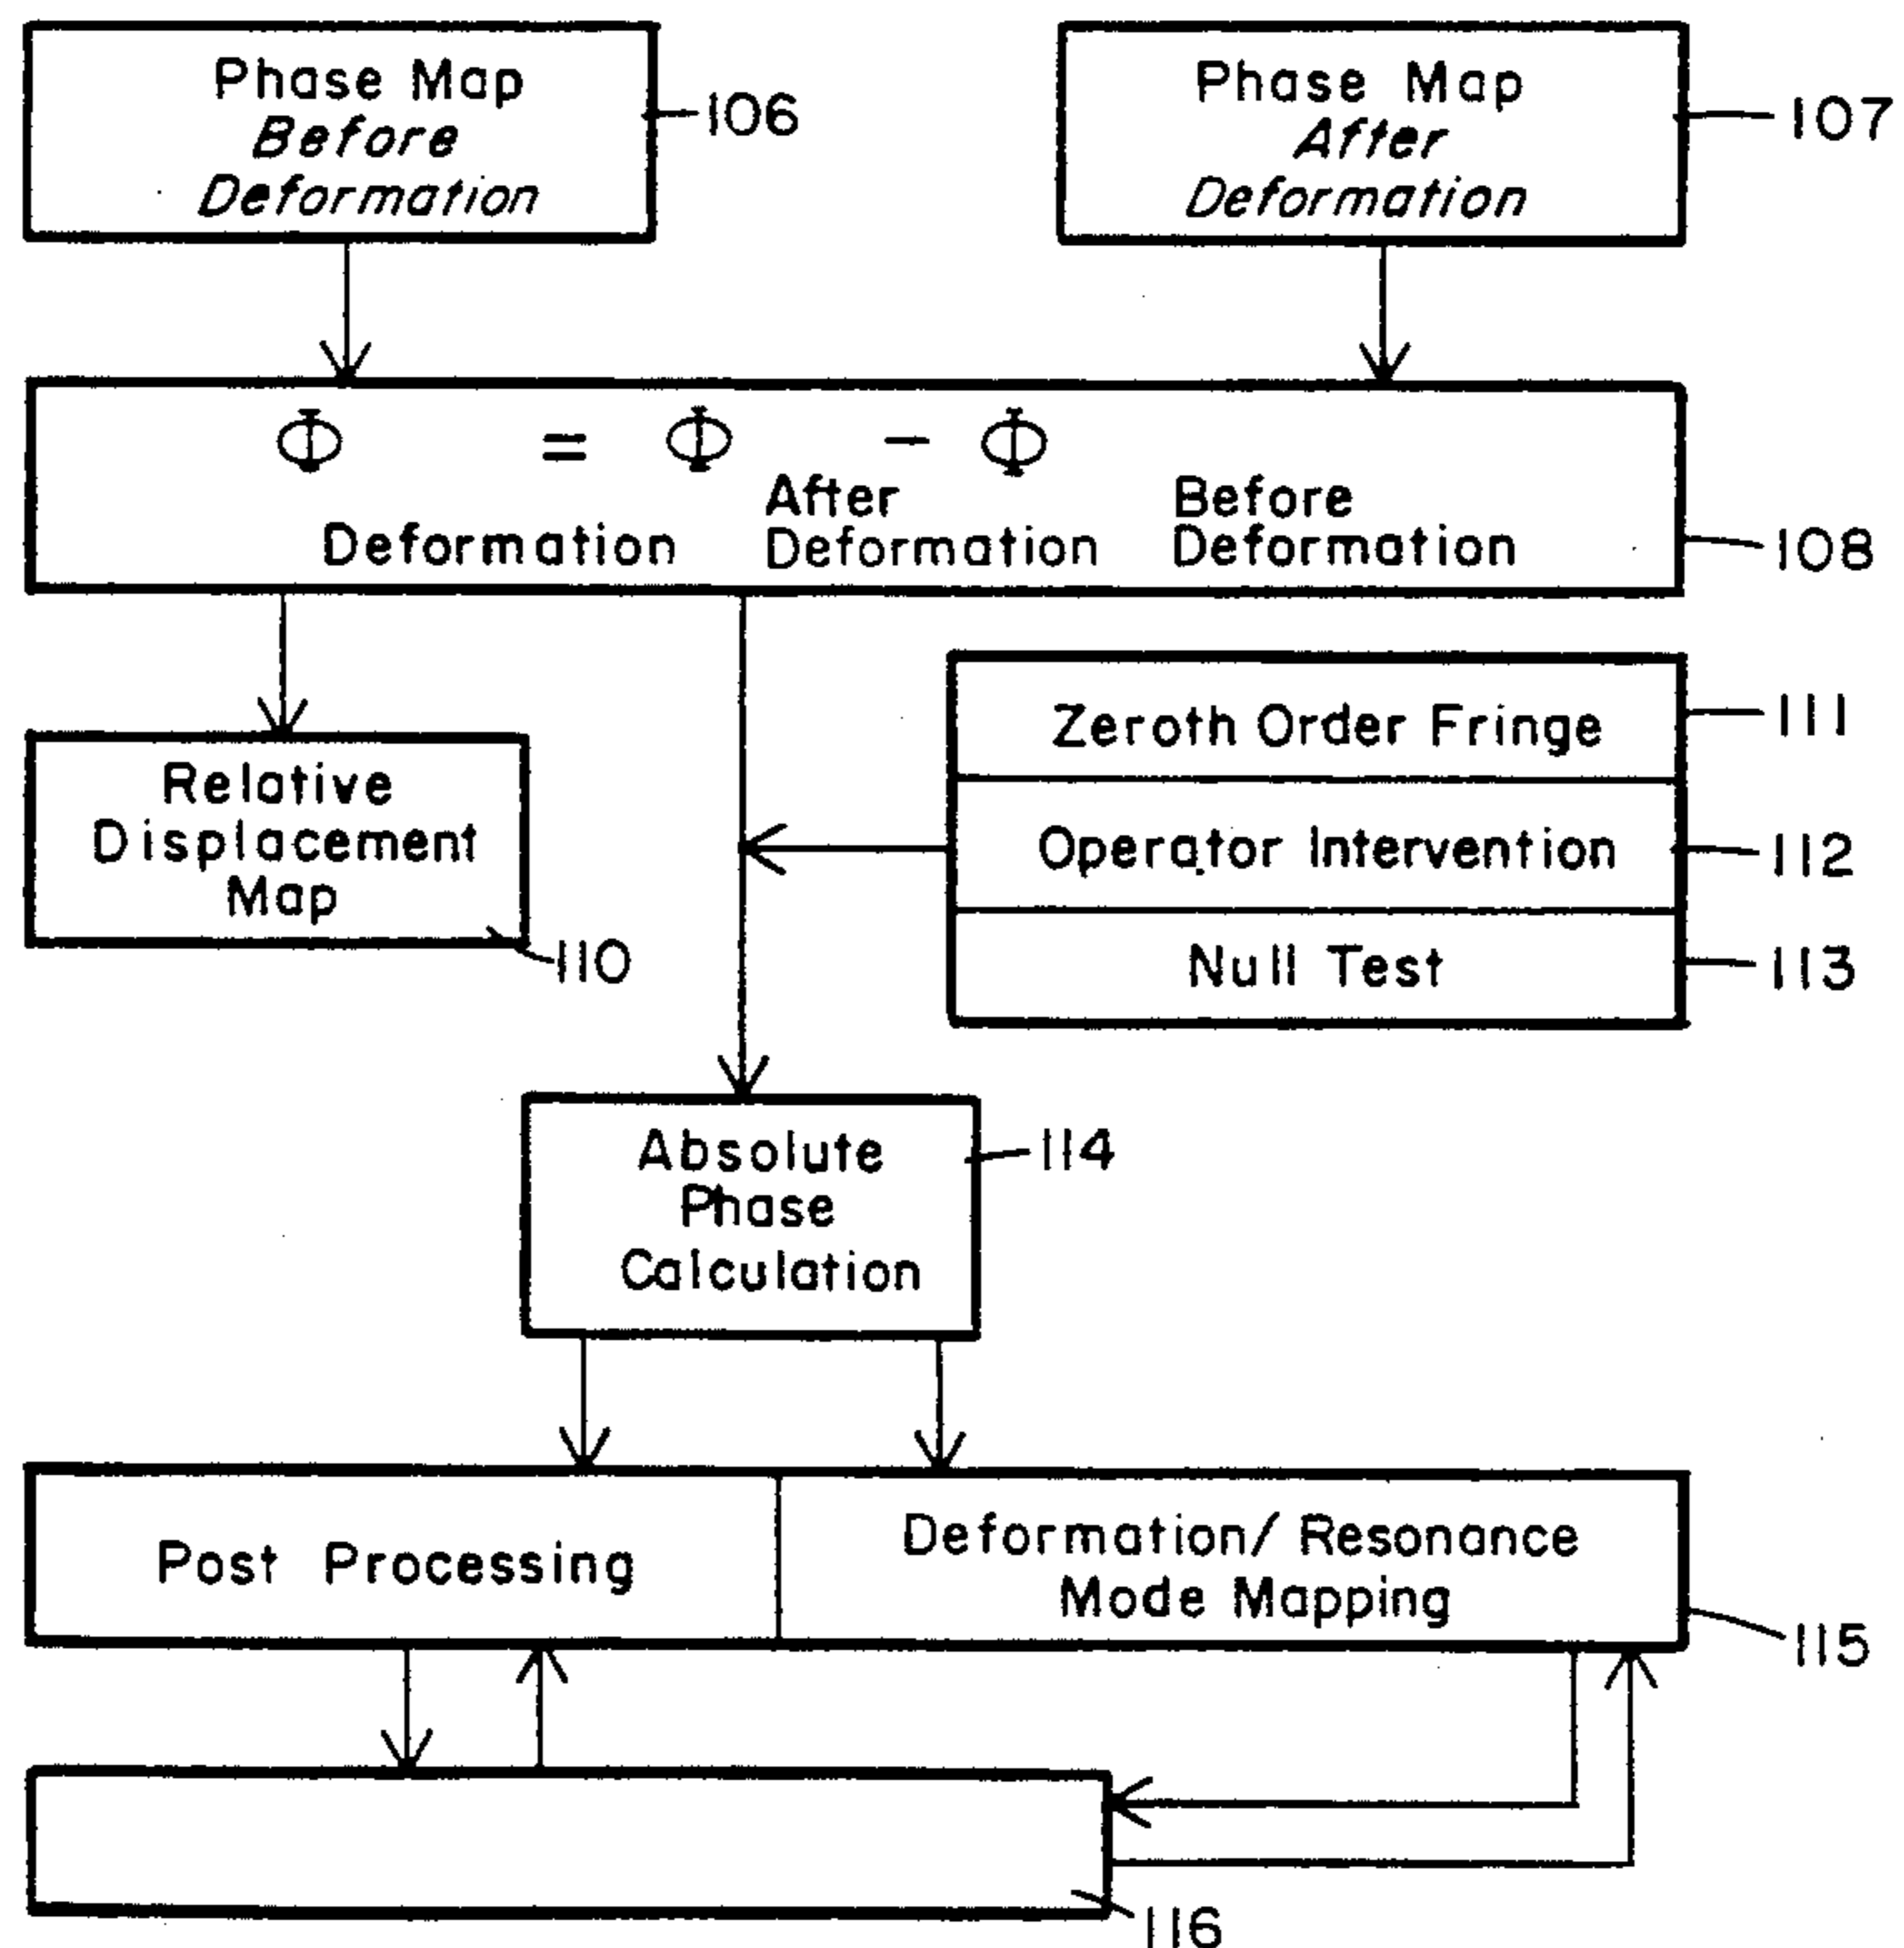 Phase Map
Before
Deformation
106
Phase Map
After
Deformation
107
Φ = Φ - Φ
After Before
Deformation Deformation Deformation
108
Relative
Displacement
Map
110
Zeroth Order Fringe
111
Operator Intervention
112
Null Test
113
Absolute
Phase
Calculation
114
Post Processing
Deformation/ Resonance
Mode Mapping
115
116